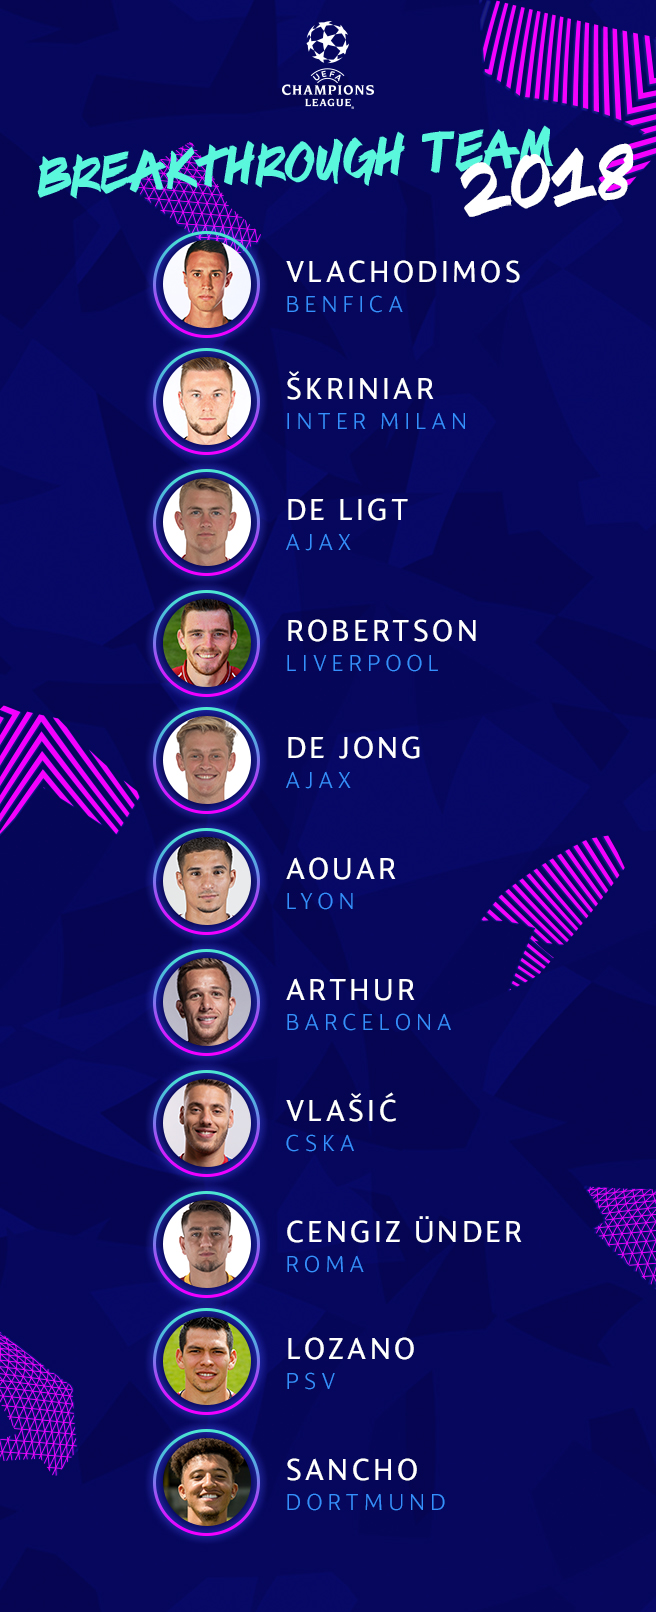 UEFA
CHAMPIONS
LEAGUE®
BREAKTHROUGH TEAM
2018
VLACHODIMOS
BENFICA
ŠKRINIAR
INTER MILAN
DE LIGT
AJAX
ROBERTSON
LIVERPOOL
DE JONG
AJAX
AOUAR
LYON
ARTHUR
BARCELONA
VLAŠIĆ
CSKA
CENGIZ ÜNDER
ROMA
LOZANO
PSV
SANCHO
DORTMUND